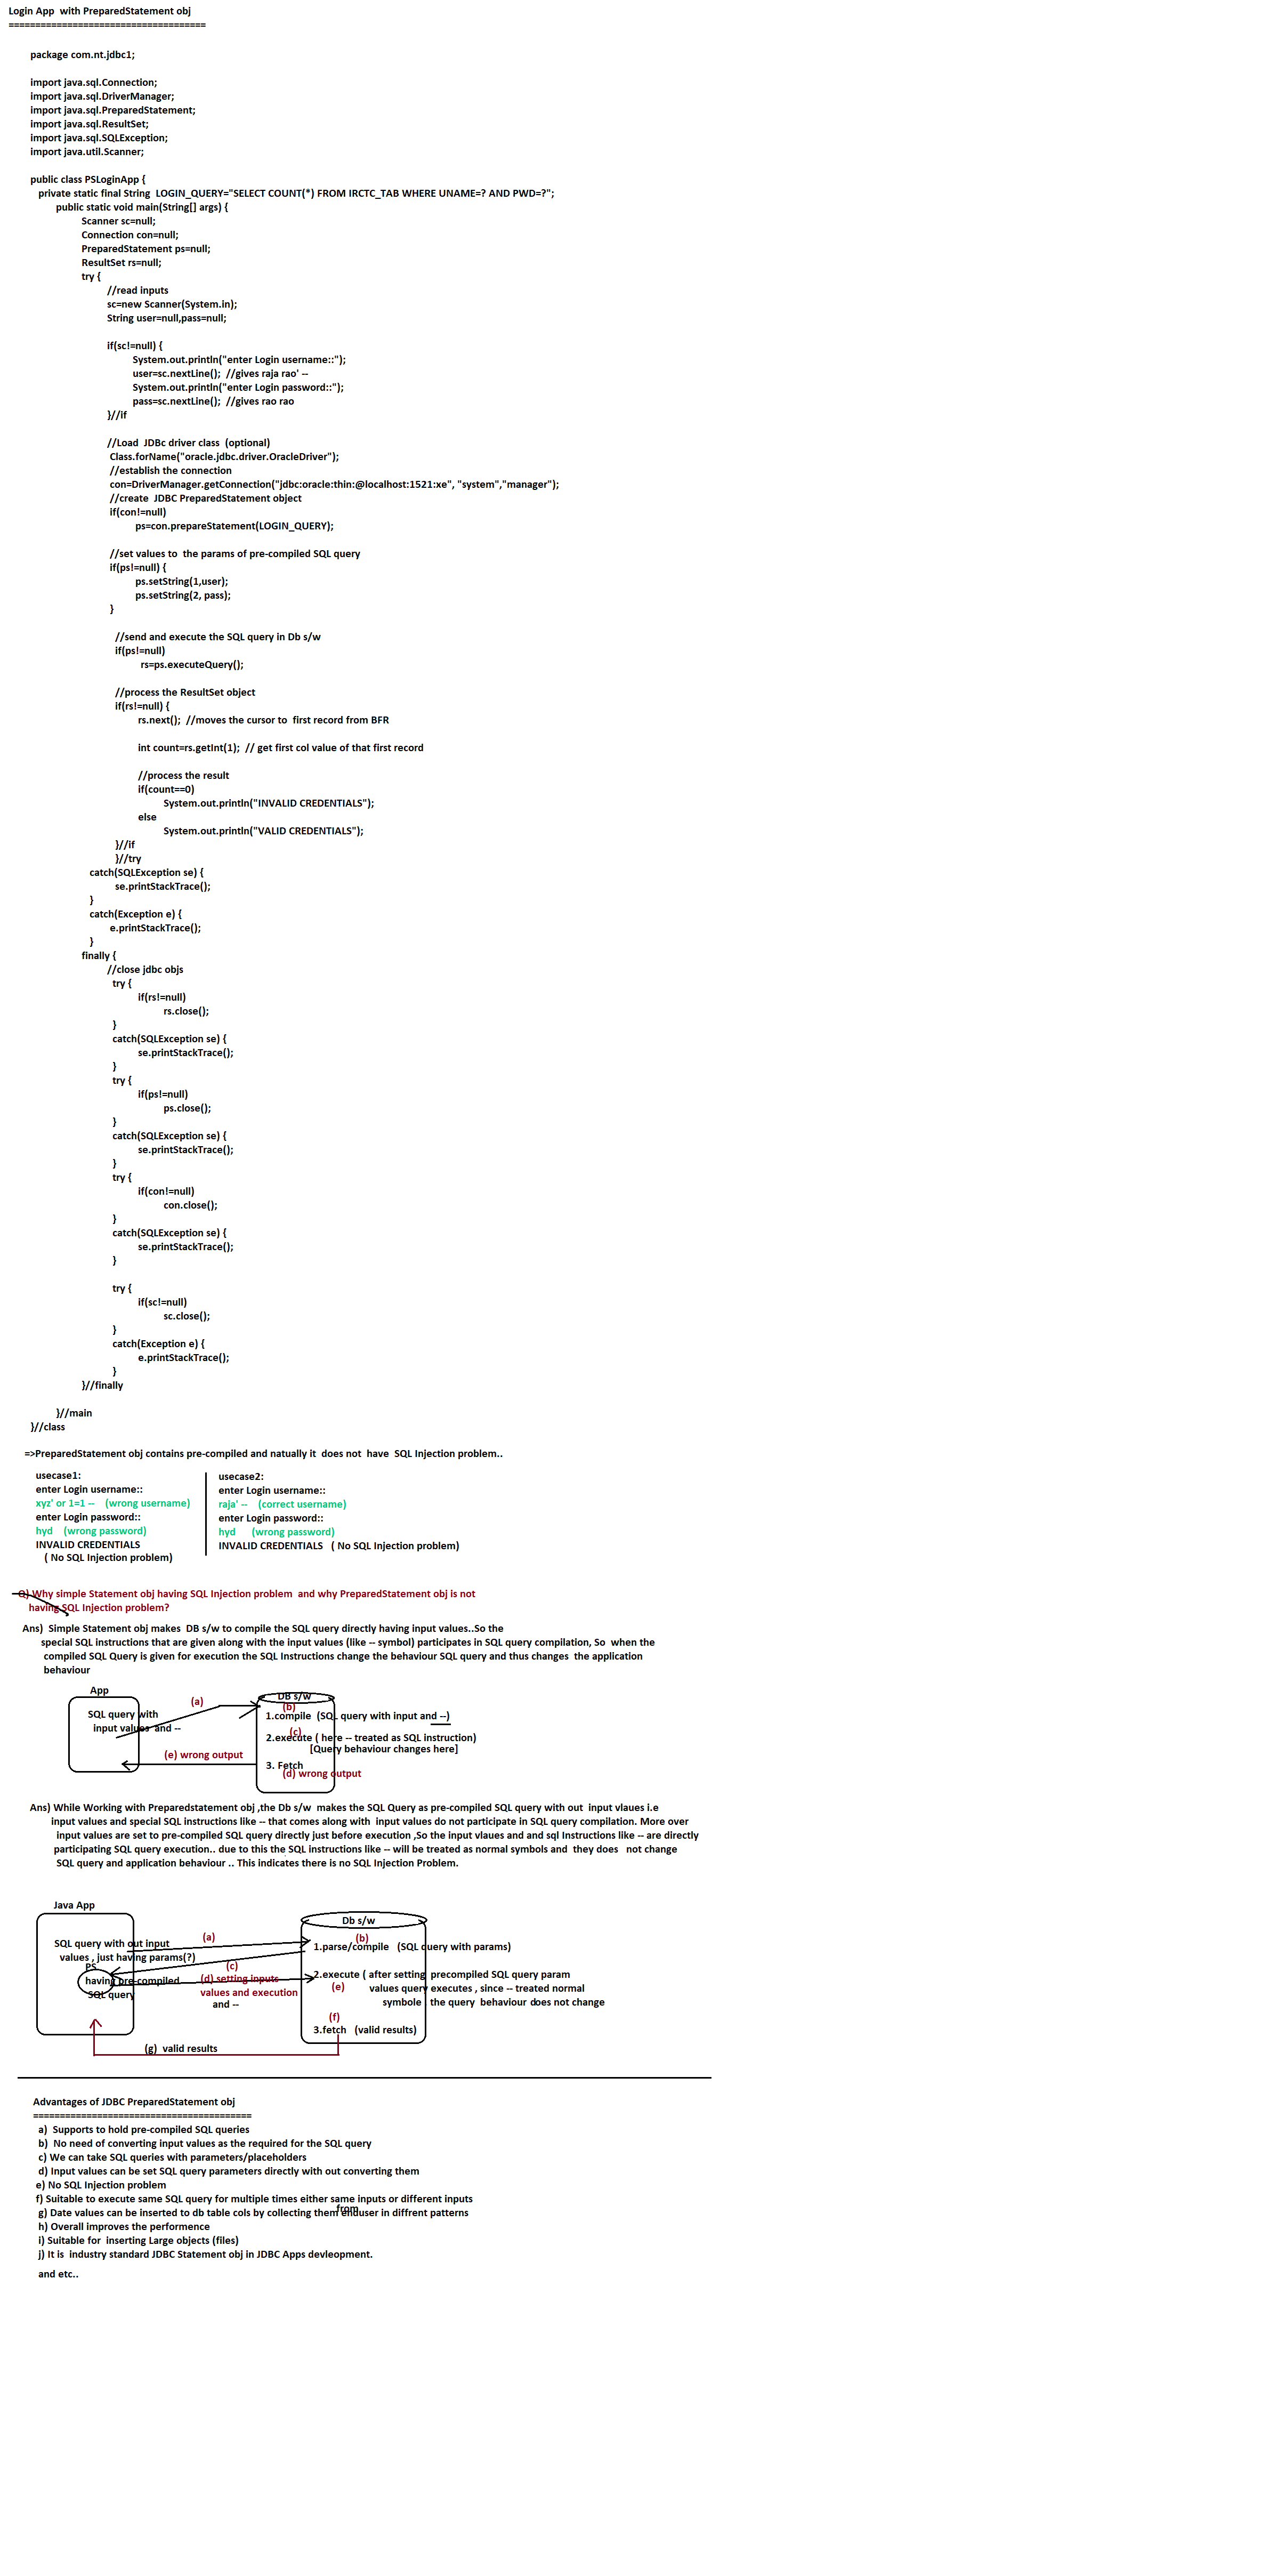 Login App  with PreparedStatement obj
=====================================
package com.nt.jdbc1;
import java.sql.Connection;
import java.sql.DriverManager;
import java.sql.PreparedStatement;
import java.sql.ResultSet;
import java.sql.SQLException;
import java.util.Scanner;
public class PSLoginApp {
private static final String  LOGIN_QUERY="SELECT COUNT(*) FROM IRCTC_TAB WHERE UNAME=? AND PWD=?";
public static void main(String[] args) {
Scanner sc=null;
Connection con=null;
PreparedStatement ps=null;
ResultSet rs=null;
try {
//read inputs
sc=new Scanner(System.in);
String user=null,pass=null;
if(sc!=null) {
System.out.println("enter Login username::");
user=sc.nextLine();  //gives raja rao' --
System.out.println("enter Login password::");
pass=sc.nextLine();  //gives rao rao
}//if
//Load  JDBc driver class  (optional)
Class.forName("oracle.jdbc.driver.OracleDriver");
//establish the connection
con=DriverManager.getConnection("jdbc:oracle:thin:@localhost:1521:xe", "system","manager");
//create  JDBC PreparedStatement object
if(con!=null)
ps=con.prepareStatement(LOGIN_QUERY);
//set values to  the params of pre-compiled SQL query
if(ps!=null) {
ps.setString(1,user);
ps.setString(2, pass);
}
//send and execute the SQL query in Db s/w
if(ps!=null)
rs=ps.executeQuery();
//process the ResultSet object
if(rs!=null) {
rs.next();  //moves the cursor to  first record from BFR
int count=rs.getInt(1);  // get first col value of that first record
//process the result
if(count==0)
System.out.println("INVALID CREDENTIALS");
else
System.out.println("VALID CREDENTIALS");
}//if
}//try
catch(SQLException se) {
se.printStackTrace();
}
catch(Exception e) {
e.printStackTrace();
}
finally {
//close jdbc objs
try {
if(rs!=null)
rs.close();
}
catch(SQLException se) {
se.printStackTrace();
}
try {
if(ps!=null)
ps.close();
}
catch(SQLException se) {
se.printStackTrace();
}
try {
if(con!=null)
con.close();
}
catch(SQLException se) {
se.printStackTrace();
}
try {
if(sc!=null)
sc.close();
}
catch(Exception e) {
e.printStackTrace();
}
}//finally
}//main
}//class
=>PreparedStatement obj contains pre-compiled and natually it  does not  have  SQL Injection problem..
usecase1:
enter Login username::
xyz' or 1=1 --    (wrong username)
enter Login password::
hyd    (wrong password)
INVALID CREDENTIALS
( No SQL Injection problem)
usecase2:
enter Login username::
raja' --    (correct username)
enter Login password::
hyd      (wrong password)
INVALID CREDENTIALS   ( No SQL Injection problem)
Q) Why simple Statement obj having SQL Injection problem  and why PreparedStatement obj is not
having SQL Injection problem?
Ans)  Simple Statement obj makes  DB s/w to compile the SQL query directly having input values..So the
special SQL instructions that are given along with the input values (like -- symbol) participates in SQL query compilation, So  when the
compiled SQL Query is given for execution the SQL Instructions change the behaviour SQL query and thus changes  the application
behaviour
App
SQL query with
input values  and --
(a)
DB s/w
(b)
1.compile  (SQL query with input and --)
(c)
2.execute ( here -- treated as SQL instruction)
[Query behaviour changes here]
(e) wrong output
3. Fetch
(d) wrong output
Ans) While Working with Preparedstatement obj ,the Db s/w  makes the SQL Query as pre-compiled SQL query with out  input vlaues i.e
input values and special SQL instructions like -- that comes along with  input values do not participate in SQL query compilation. More over
input values are set to pre-compiled SQL query directly just before execution ,So the input vlaues and and sql Instructions like -- are directly
participating SQL query execution.. due to this the SQL instructions like -- will be treated as normal symbols and  they does   not change
SQL query and application behaviour .. This indicates there is no SQL Injection Problem.
Java App
SQL query with out input
values , just having params(?)
PS
having pre-compiled
SQL query
(a)
(c)
(d) setting inputs
values and execution
and --
Db s/w
(b)
1.parse/compile   (SQL query with params)
2.execute ( after setting  precompiled SQL query param
(e)
values query executes , since -- treated normal
symbole   the query  behaviour does not change
(f)
3.fetch   (valid results)
(g)  valid results
Advantages of JDBC PreparedStatement obj
=========================================
a)  Supports to hold pre-compiled SQL queries
b)  No need of converting input values as the required for the SQL query
c) We can take SQL queries with parameters/placeholders
d) Input values can be set SQL query parameters directly with out converting them
e) No SQL Injection problem
f) Suitable to execute same SQL query for multiple times either same inputs or different inputs
from
g) Date values can be inserted to db table cols by collecting them enduser in diffrent patterns
h) Overall improves the performence
i) Suitable for  inserting Large objects (files)
j) It is  industry standard JDBC Statement obj in JDBC Apps devleopment.
and etc..